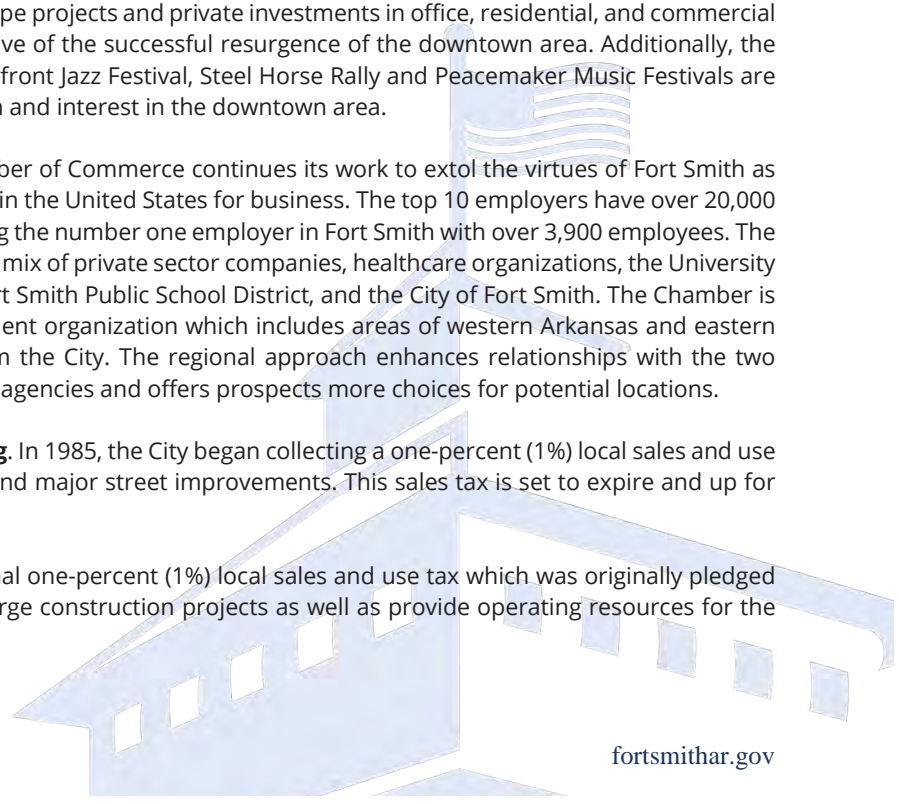 pe projects and private investments in office, residential, and commercial
ve of the successful resurgence of the downtown area. Additionally, the
front Jazz Festival, Steel Horse Rally and Peacemaker Music Festivals are
and interest in the downtown area.
ber of Commerce continues its work to extol the virtues of Fort Smith as
in the United States for business. The top 10 employers have over 20,000
g the number one employer in Fort Smith with over 3,900 employees. The
mix of private sector companies, healthcare organizations, the University
rt Smith Public School District, and the City of Fort Smith. The Chamber is
ent organization which includes areas of western Arkansas and eastern
m the City. The regional approach enhances relationships with the two
agencies and offers prospects more choices for potential locations.
g. In 1985, the City began collecting a one-percent (1%) local sales and use
nd major street improvements. This sales tax is set to expire and up for
al one-percent (1%) local sales and use tax which was originally pledged
rge construction projects as well as provide operating resources for the
fortsmithar.gov